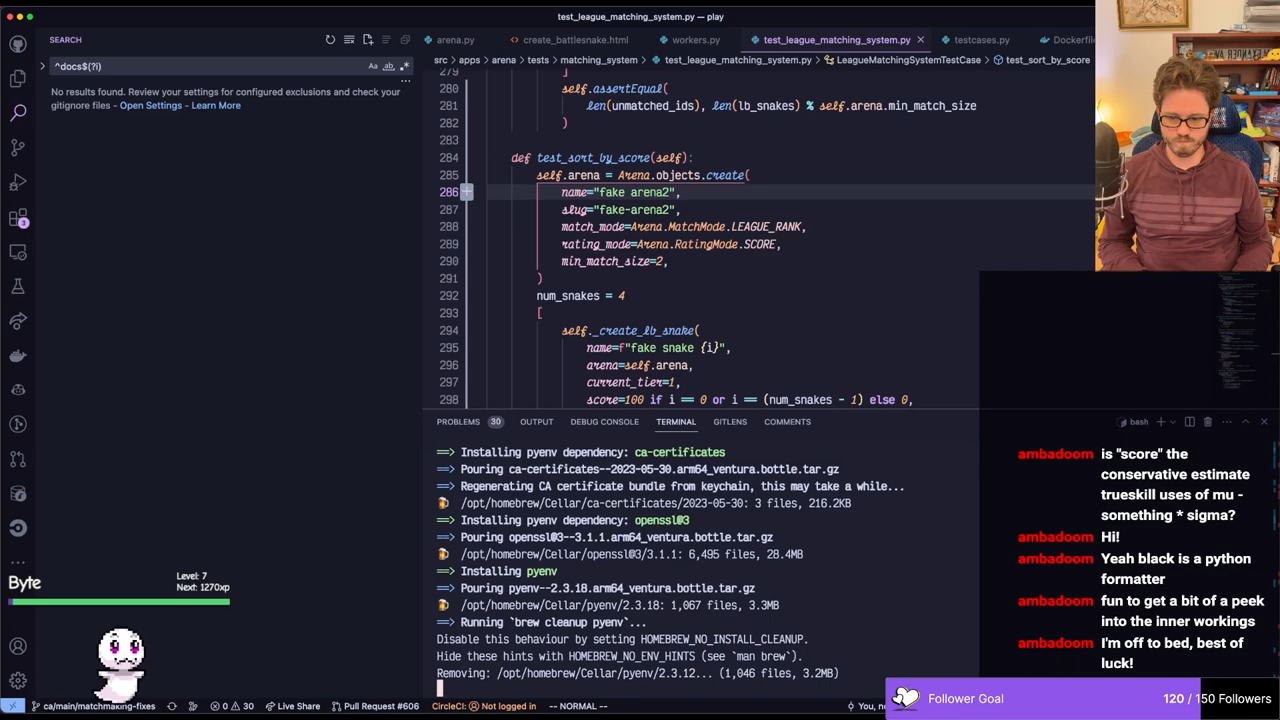 test_league_matching_system.py — play
SEARCH
arena.py
create_battlesnake.html
workers.py
test_league_matching_system.py
testcases.py
Dockerfile
^docs$(?i)
Aa
ab
No results found. Review your settings for configured exclusions and check your
gitignore files - Open Settings - Learn More
src > apps > arena > tests > matching_system > test_league_matching_system.py > LeagueMatchingSystemTestCase > test_sort_by_score
279 ]
280 self.assertEqual(
281 len(unmatched_ids), len(lb_snakes) % self.arena.min_match_size
282 )
283
284 def test_sort_by_score(self):
285 self.arena = Arena.objects.create(
286 name="fake arena2",
287 slug="fake-arena2",
288 match_mode=Arena.MatchMode.LEAGUE_RANK,
289 rating_mode=Arena.RatingMode.SCORE,
290 min_match_size=2,
291 )
292 num_snakes = 4
293 [
294 self._create_lb_snake(
295 name=f"fake snake {i}",
296 arena=self.arena,
297 current_tier=1,
298 score=100 if i == 0 or i == (num_snakes - 1) else 0,
3
PROBLEMS 30 OUTPUT DEBUG CONSOLE TERMINAL GITLENS COMMENTS
bash
==> Installing pyenv dependency: ca-certificates
==> Pouring ca-certificates--2023-05-30.arm64_ventura.bottle.tar.gz
==> Regenerating CA certificate bundle from keychain, this may take a while...
🍺 /opt/homebrew/Cellar/ca-certificates/2023-05-30: 3 files, 216.2KB
==> Installing pyenv dependency: openssl@3
==> Pouring openssl@3--3.1.1.arm64_ventura.bottle.tar.gz
🍺 /opt/homebrew/Cellar/openssl@3/3.1.1: 6,495 files, 28.4MB
==> Installing pyenv
==> Pouring pyenv--2.3.18.arm64_ventura.bottle.tar.gz
🍺 /opt/homebrew/Cellar/pyenv/2.3.18: 1,067 files, 3.3MB
==> Running `brew cleanup pyenv`...
Disable this behaviour by setting HOMEBREW_NO_INSTALL_CLEANUP.
Hide these hints with HOMEBREW_NO_ENV_HINTS (see `man brew`).
Removing: /opt/homebrew/Cellar/pyenv/2.3.12... (1,046 files, 3.2MB)
Byte
Level: 7
Next: 1270xp
ambadoom is "score" the
conservative estimate
trueskill uses of mu -
something * sigma?
ambadoom Hi!
ambadoom Yeah black is a python
formatter
ambadoom fun to get a bit of a peek
into the inner workings
ambadoom I'm off to bed, best of
luck!
Follower Goal 120 / 150 Followers
ca/main/matchmaking-fixes 0 30 Live Share Pull Request #606 CircleCI: Not logged in -- NORMAL -- You, n